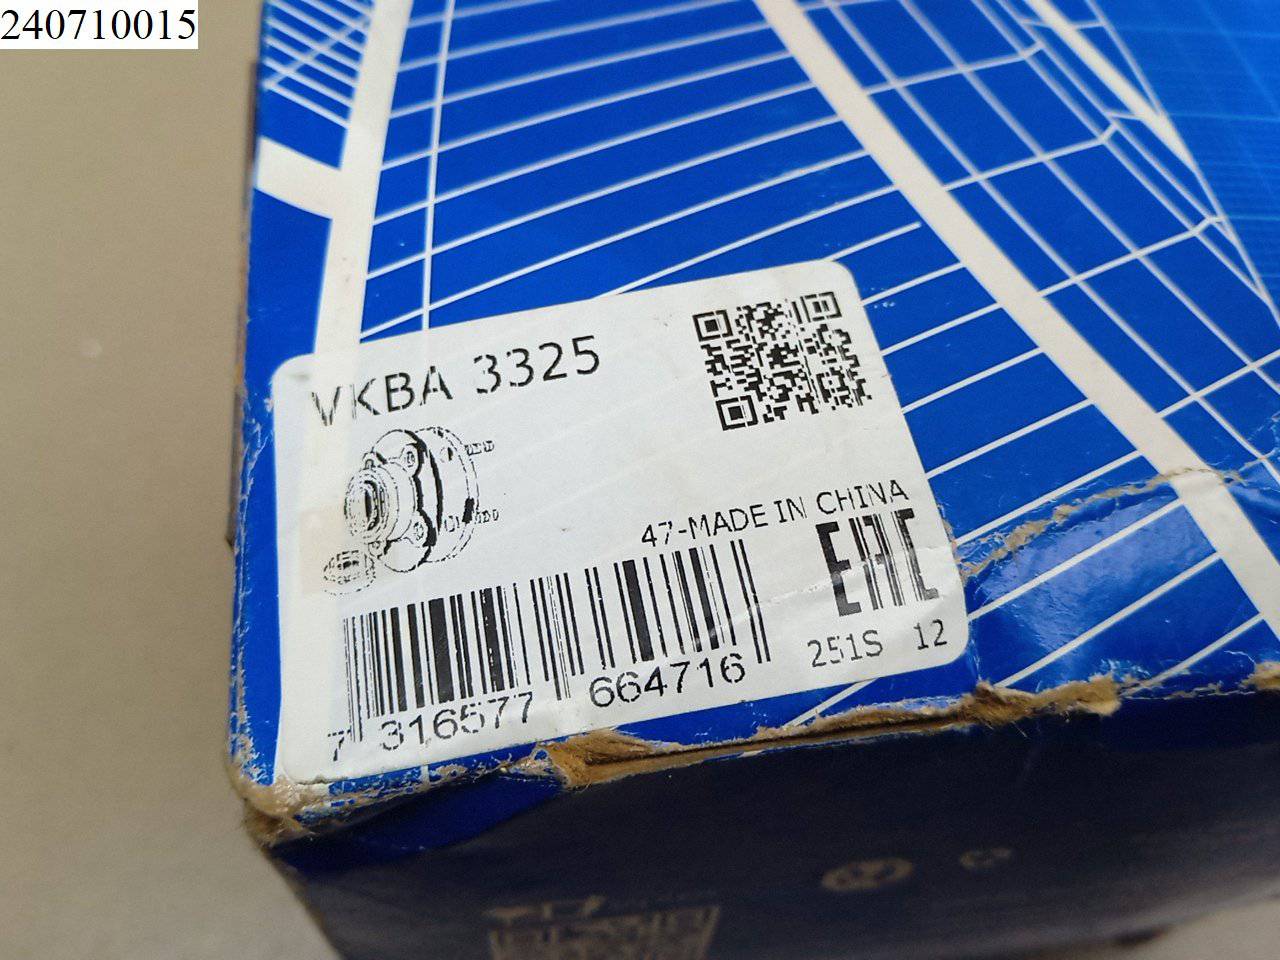 240710015
VKBA 3325
47-MADE IN CHINA
EAC
251S 12
7 316577 664716